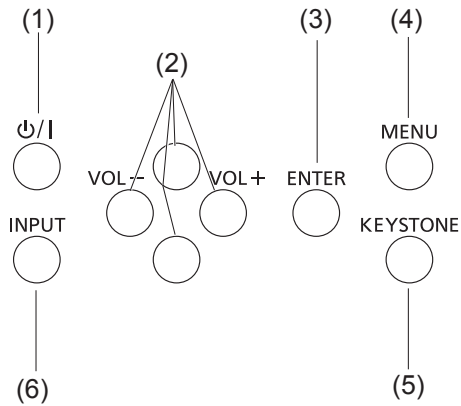 (1)
(2)
(3)
(4)
⏻/I
MENU
VOL− VOL+ ENTER
INPUT
KEYSTONE
(5)
(6)